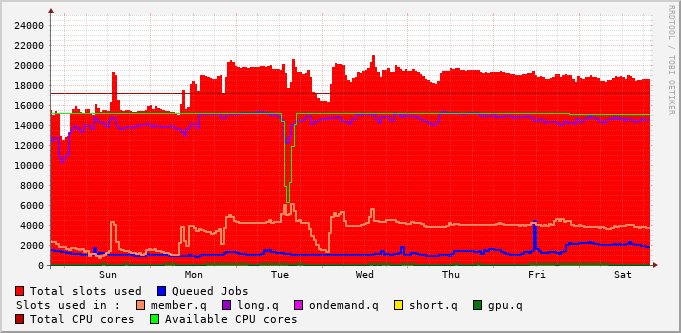 24000
22000
20000
18000
16000
14000
12000
10000
8000
6000
4000
2000
0
Sun Mon Tue Wed Thu Fri Sat
RRDTOOL / TOBI OETIKER
Total slots used Queued Jobs
Slots used in : member.q long.q ondemand.q short.q gpu.q
Total CPU cores Available CPU cores